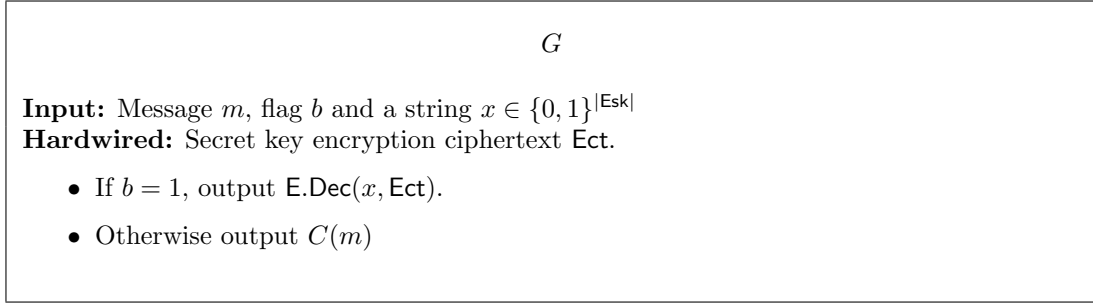 G
Input: Message m, flag b and a string x ∈ {0, 1}^{|Esk|}
Hardwired: Secret key encryption ciphertext Ect.
• If b = 1, output E.Dec(x, Ect).
• Otherwise output C(m)